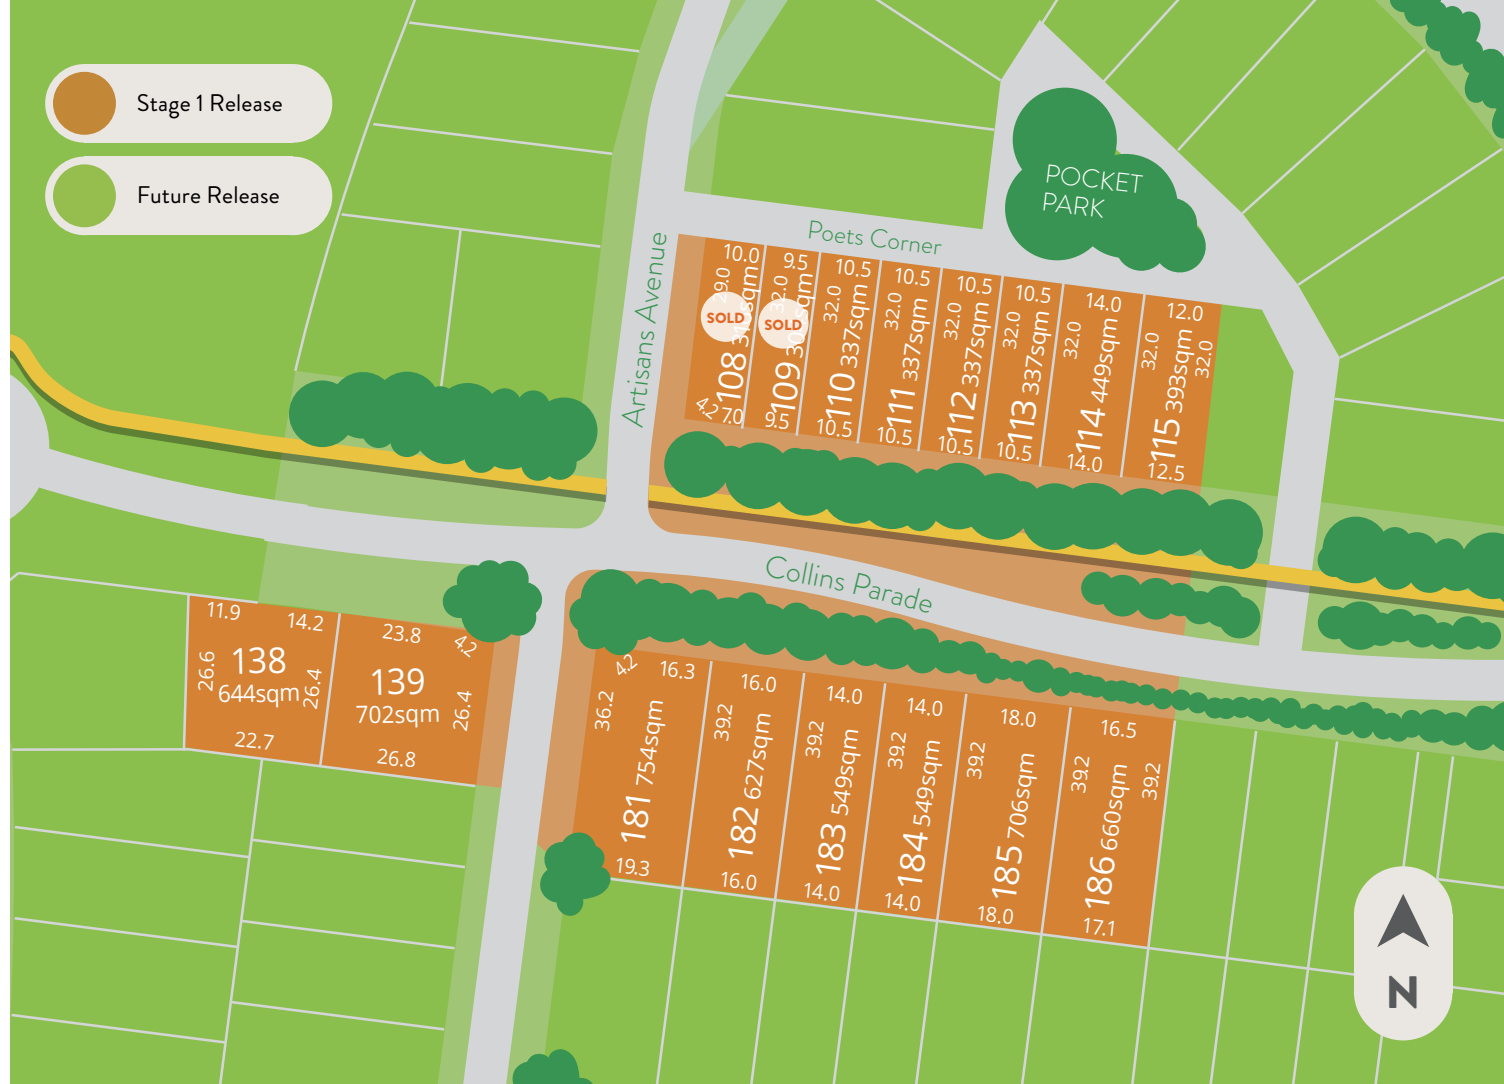 Stage 1 Release
Future Release
POCKET
PARK
Poets Corner
Artisans Avenue
Collins Parade
10.0
29.0
SOLD
108
4.2
7.0
9.5
32.0
SOLD
109
9.5
10.5
32.0
110 337sqm
10.5
10.5
32.0
111 337sqm
10.5
10.5
32.0
112 337sqm
10.5
10.5
32.0
113 337sqm
10.5
14.0
32.0
114 449sqm
14.0
12.0
32.0
115 393sqm
32.0
12.5
11.9
14.2
26.6
138
644sqm
26.4
22.7
23.8
4.2
139
702sqm
26.4
26.8
4.2
16.3
36.2
181 754sqm
19.3
16.0
39.2
182 627sqm
16.0
14.0
39.2
183 549sqm
14.0
14.0
39.2
184 549sqm
14.0
18.0
39.2
185 706sqm
18.0
16.5
39.2
186 660sqm
39.2
17.1
N